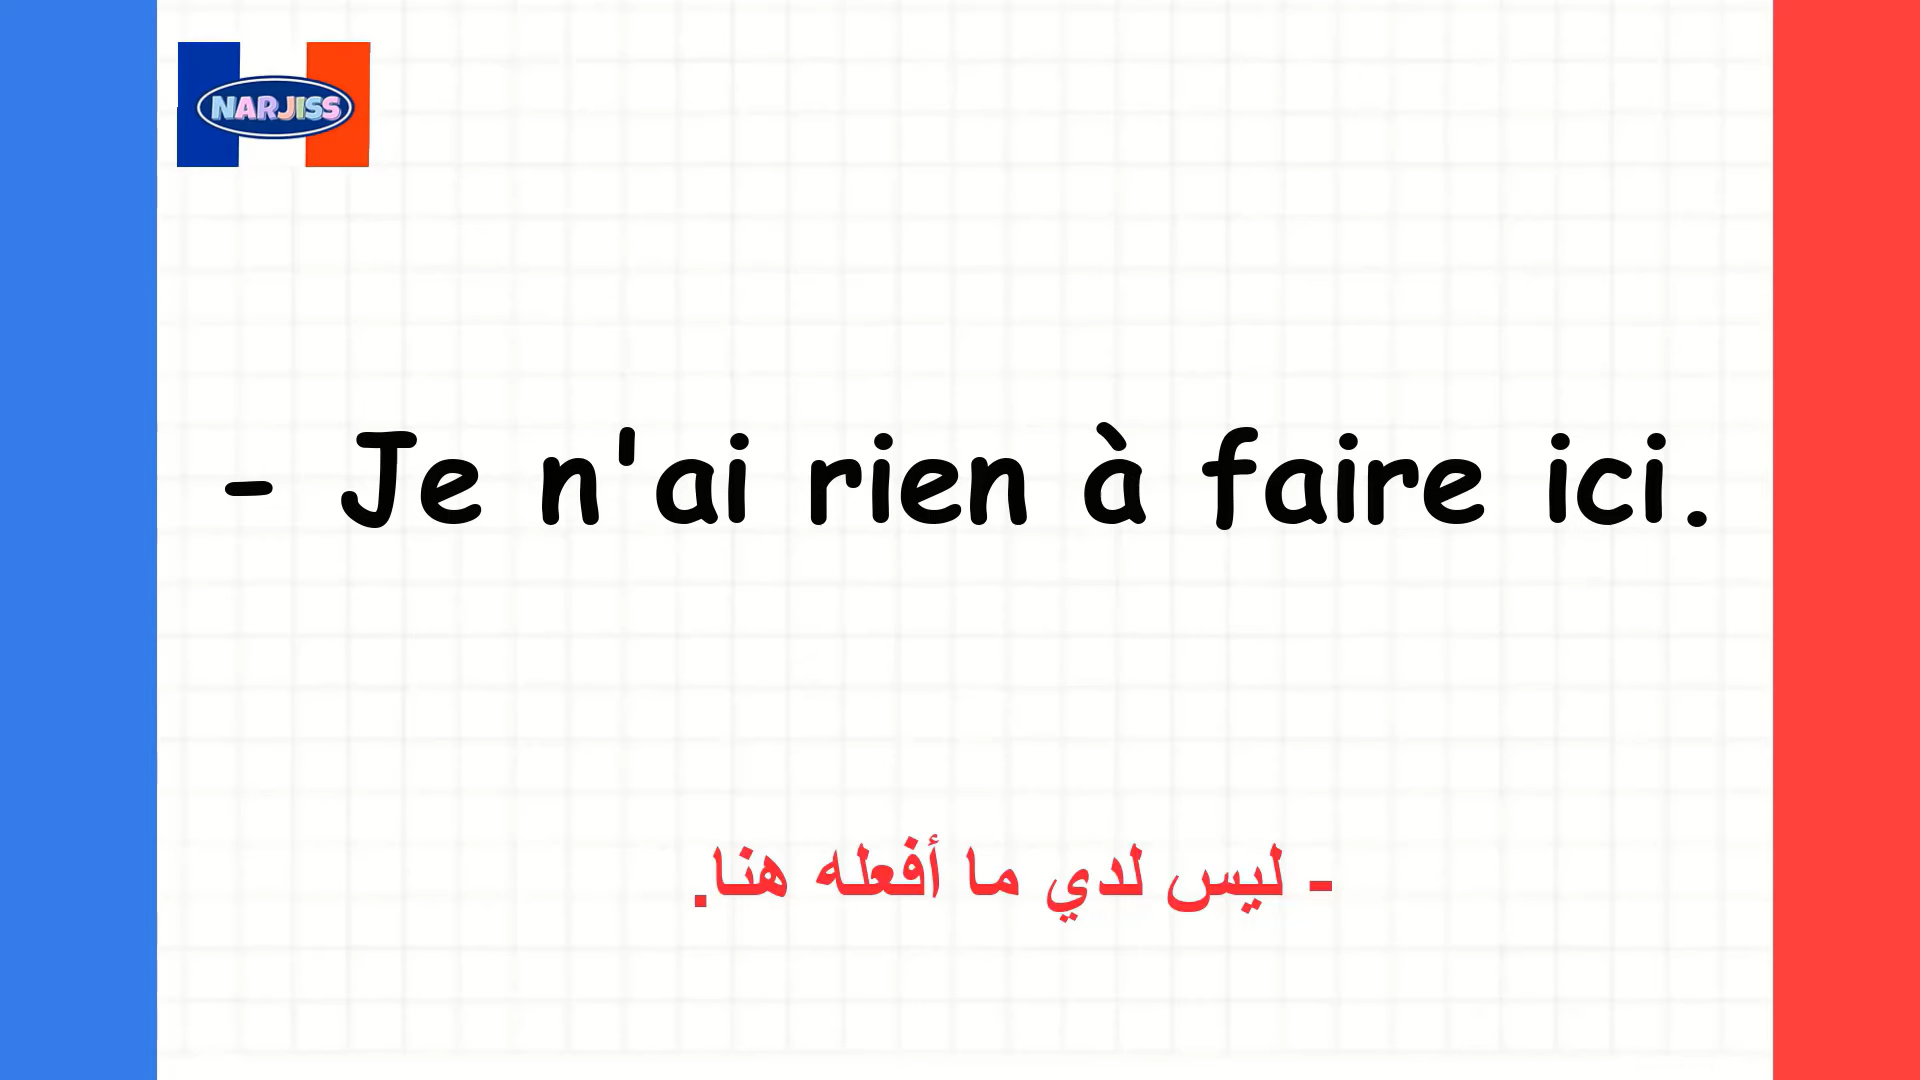 NARJISS
- Je n'ai rien à faire ici.
- ليس لدي ما أفعله هنا.